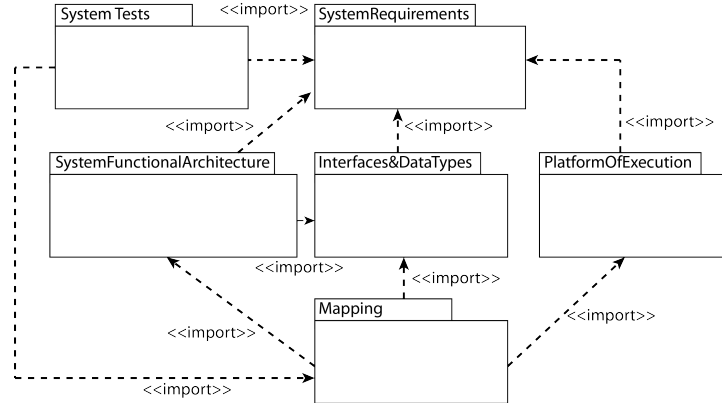 System Tests
<<import>>
SystemRequirements
<<import>>
<<import>>
<<import>>
SystemFunctionalArchitecture
Interfaces&DataTypes
PlatformOfExecution
<<import>>
<<import>>
Mapping
<<import>>
<<import>>
<<import>>